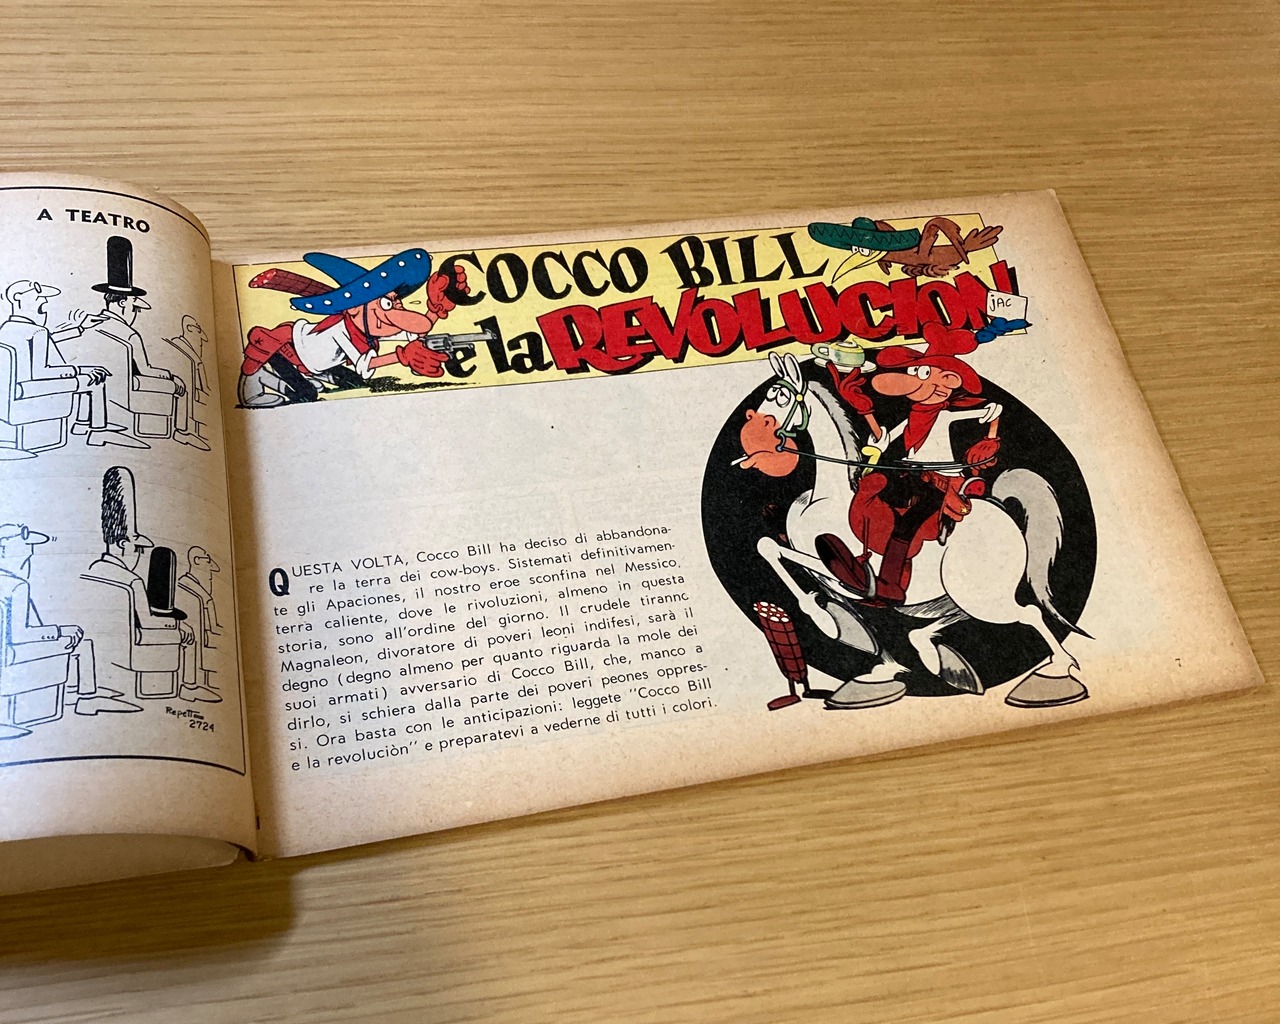 A TEATRO
Repetto
2724
COCCO BILL
e la REVOLUCION
jAC
QUESTA VOLTA, Cocco Bill ha deciso di abbandona-
re la terra dei cow-boys. Sistemati definitivamen-
te gli Apaciones, il nostro eroe sconfina nel Messico,
terra caliente, dove le rivoluzioni, almeno in questa
storia, sono all'ordine del giorno. Il crudele tiranno
Magnaleon, divoratore di poveri leoni indifesi, sarà il
degno (degno almeno per quanto riguarda la mole dei
suoi armati) avversario di Cocco Bill, che, manco a
dirlo, si schiera dalla parte dei poveri peones oppres-
si. Ora basta con le anticipazioni: leggete "Cocco Bill
e la revoluciòn" e preparatevi a vederne di tutti i colori.
7